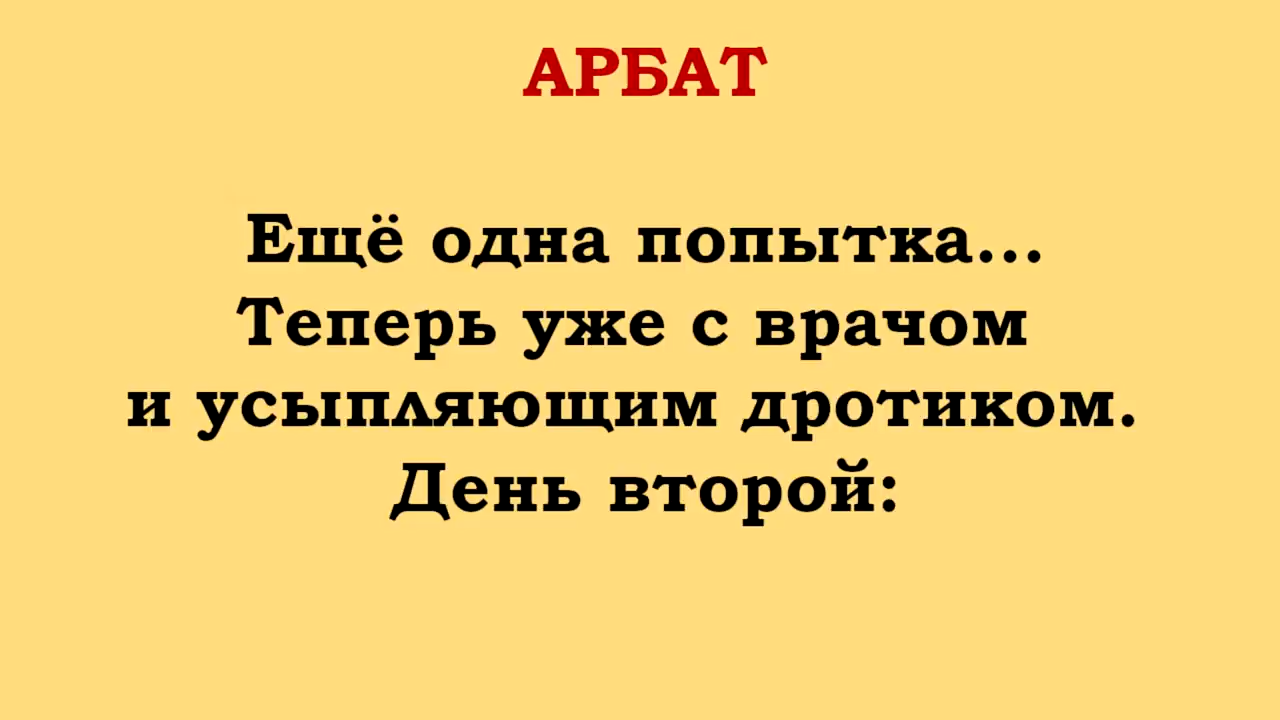 АРБАТ
Ещё одна попытка...
Теперь уже с врачом
и усыпляющим дротиком.
День второй: